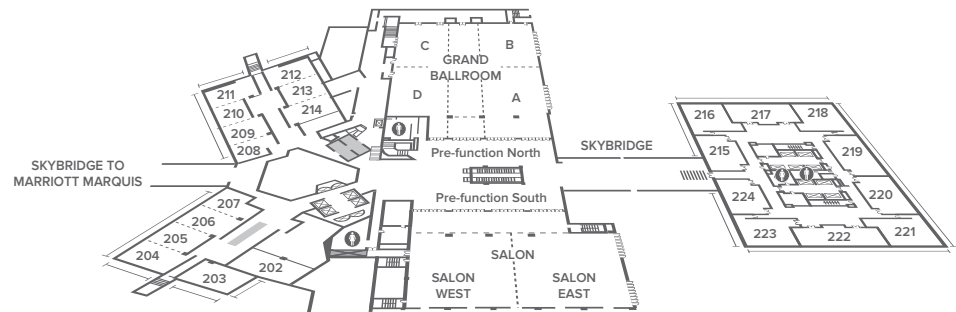 C
B
GRAND
BALLROOM
D
A
212
211
213
210
214
209
208
Pre-function North
SKYBRIDGE
SKYBRIDGE TO
MARRIOTT MARQUIS
Pre-function South
207
206
205
204
203
202
SALON
SALON
WEST
SALON
EAST
216
217
218
215
219
224
220
223
222
221